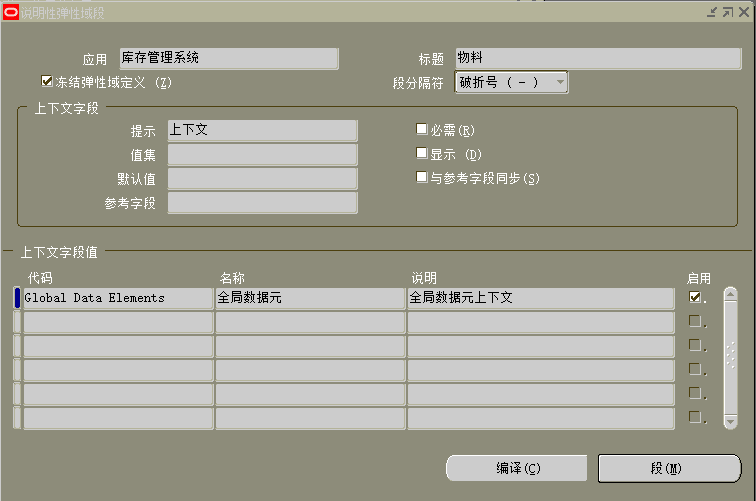 说明性弹性域段
应用 库存管理系统 标题 物料
冻结弹性域定义 (Z) 段分隔符 破折号 ( - )
上下文字段
提示 上下文 必需(R)
值集 显示 (D)
默认值 与参考字段同步(S)
参考字段
上下文字段值
代码 名称 说明 启用
Global Data Elements 全局数据元 全局数据元上下文
编译(C) 段(M)